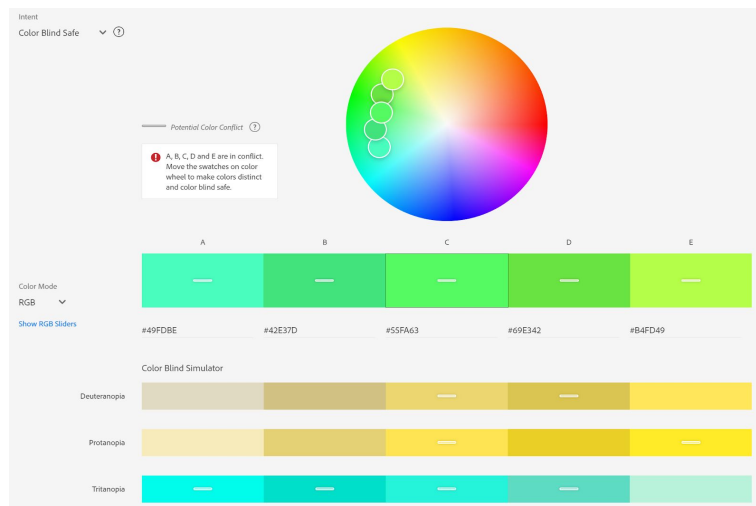 Intent
Color Blind Safe
?
Potential Color Conflict ?
! A, B, C, D and E are in conflict.
Move the swatches on color
wheel to make colors distinct
and color blind safe.
A B C D E
Color Mode
RGB
Show RGB Sliders
#49FDBE #42E37D #55FA63 #69E342 #B4FD49
Color Blind Simulator
Deuteranopia
Protanopia
Tritanopia